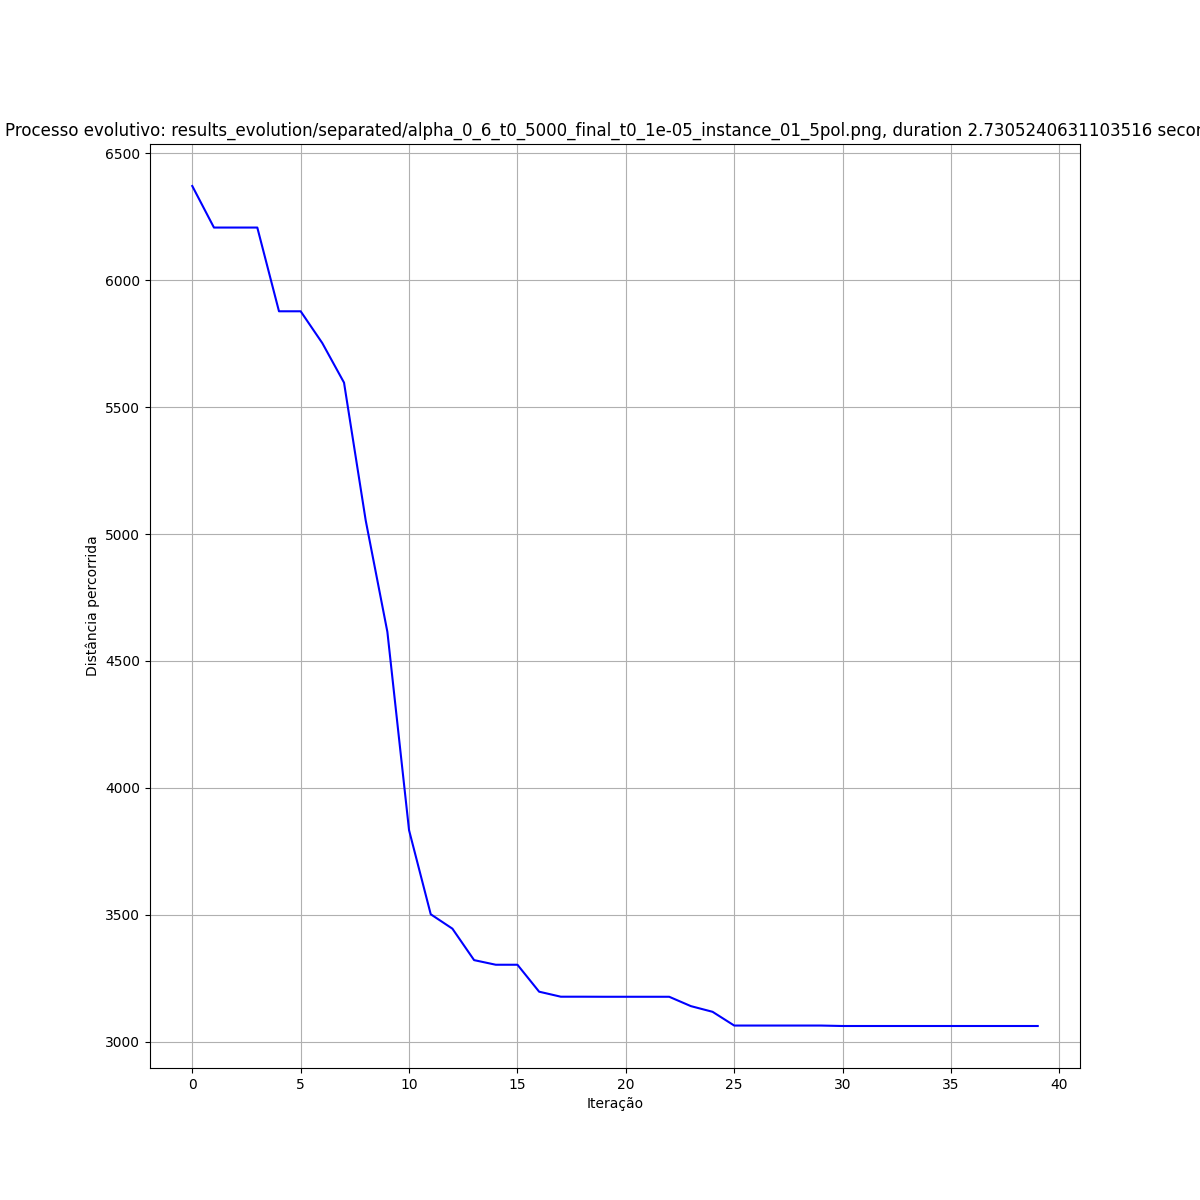 Processo evolutivo: results_evolution/separated/alpha_0_6_t0_5000_final_t0_1e-05_instance_01_5pol.png, duration 2.7305240631103516 secon
6500
6000
5500
5000
4500
4000
3500
3000
Distância percorrida
0 5 10 15 20 25 30 35 40
Iteração